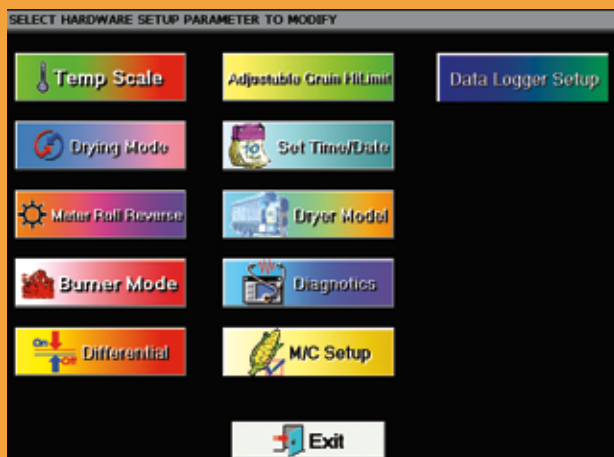 SELECT HARDWARE SETUP PARAMETER TO MODIFY
Temp Scale
Adjustable Grain HiLimit
Data Logger Setup
Drying Mode
10
Set Time/Date
Meter Roll Reverse
Dryer Model
Burner Mode
Diagnotics
On
Off
Differential
M/C Setup
Exit